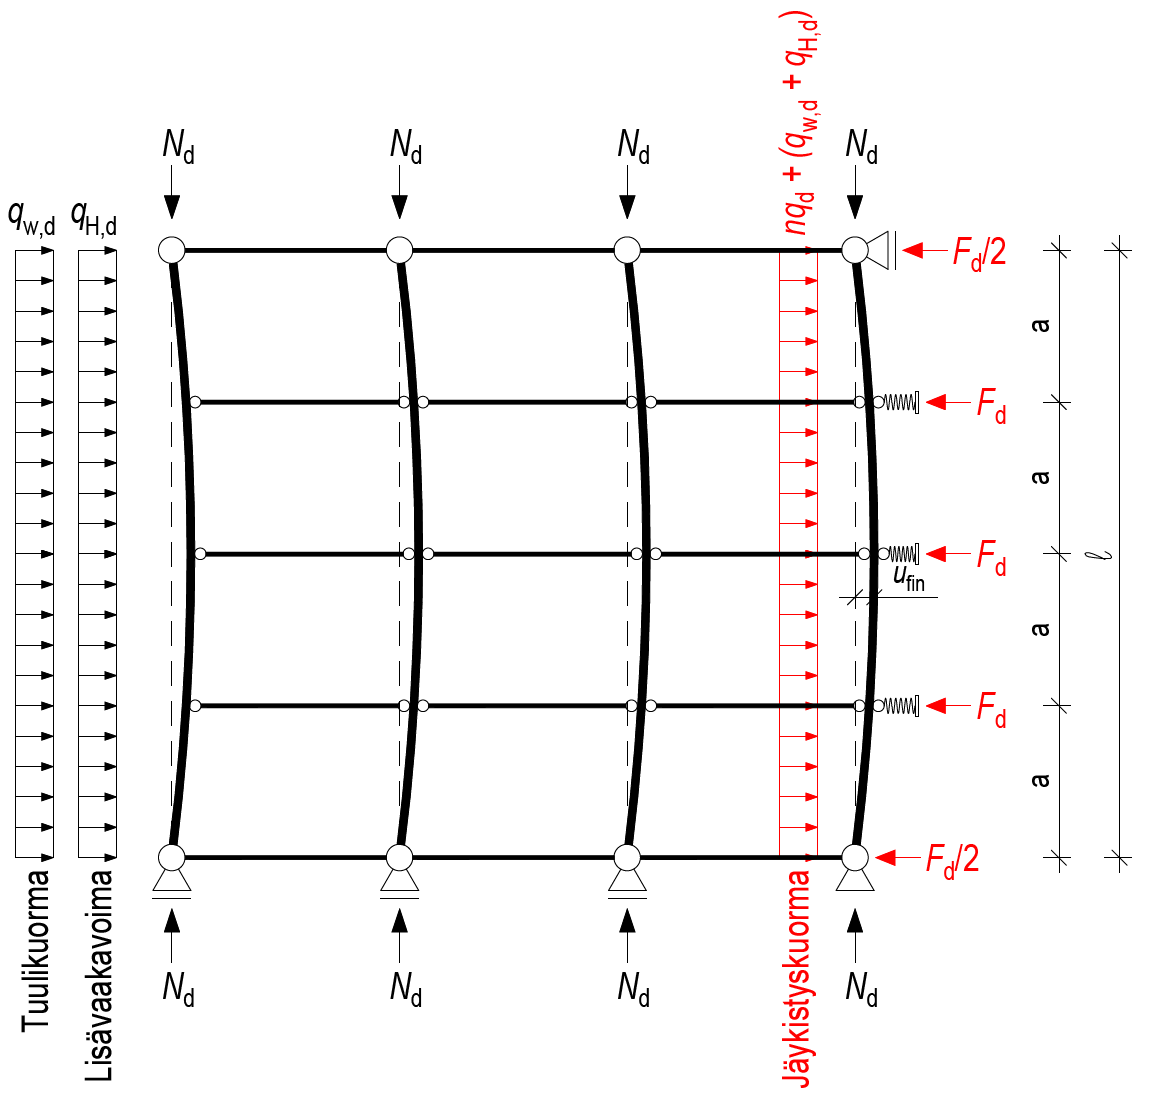 nq_d + (q_w,d + q_H,d)
N_d N_d N_d N_d
q_w,d q_H,d
F_d/2
a
F_d
a
F_d
ℓ
u_fin
a
F_d
a
F_d/2
Tuulikuorma
Lisävaakavoima
Jäykistyskuorma
N_d N_d N_d N_d